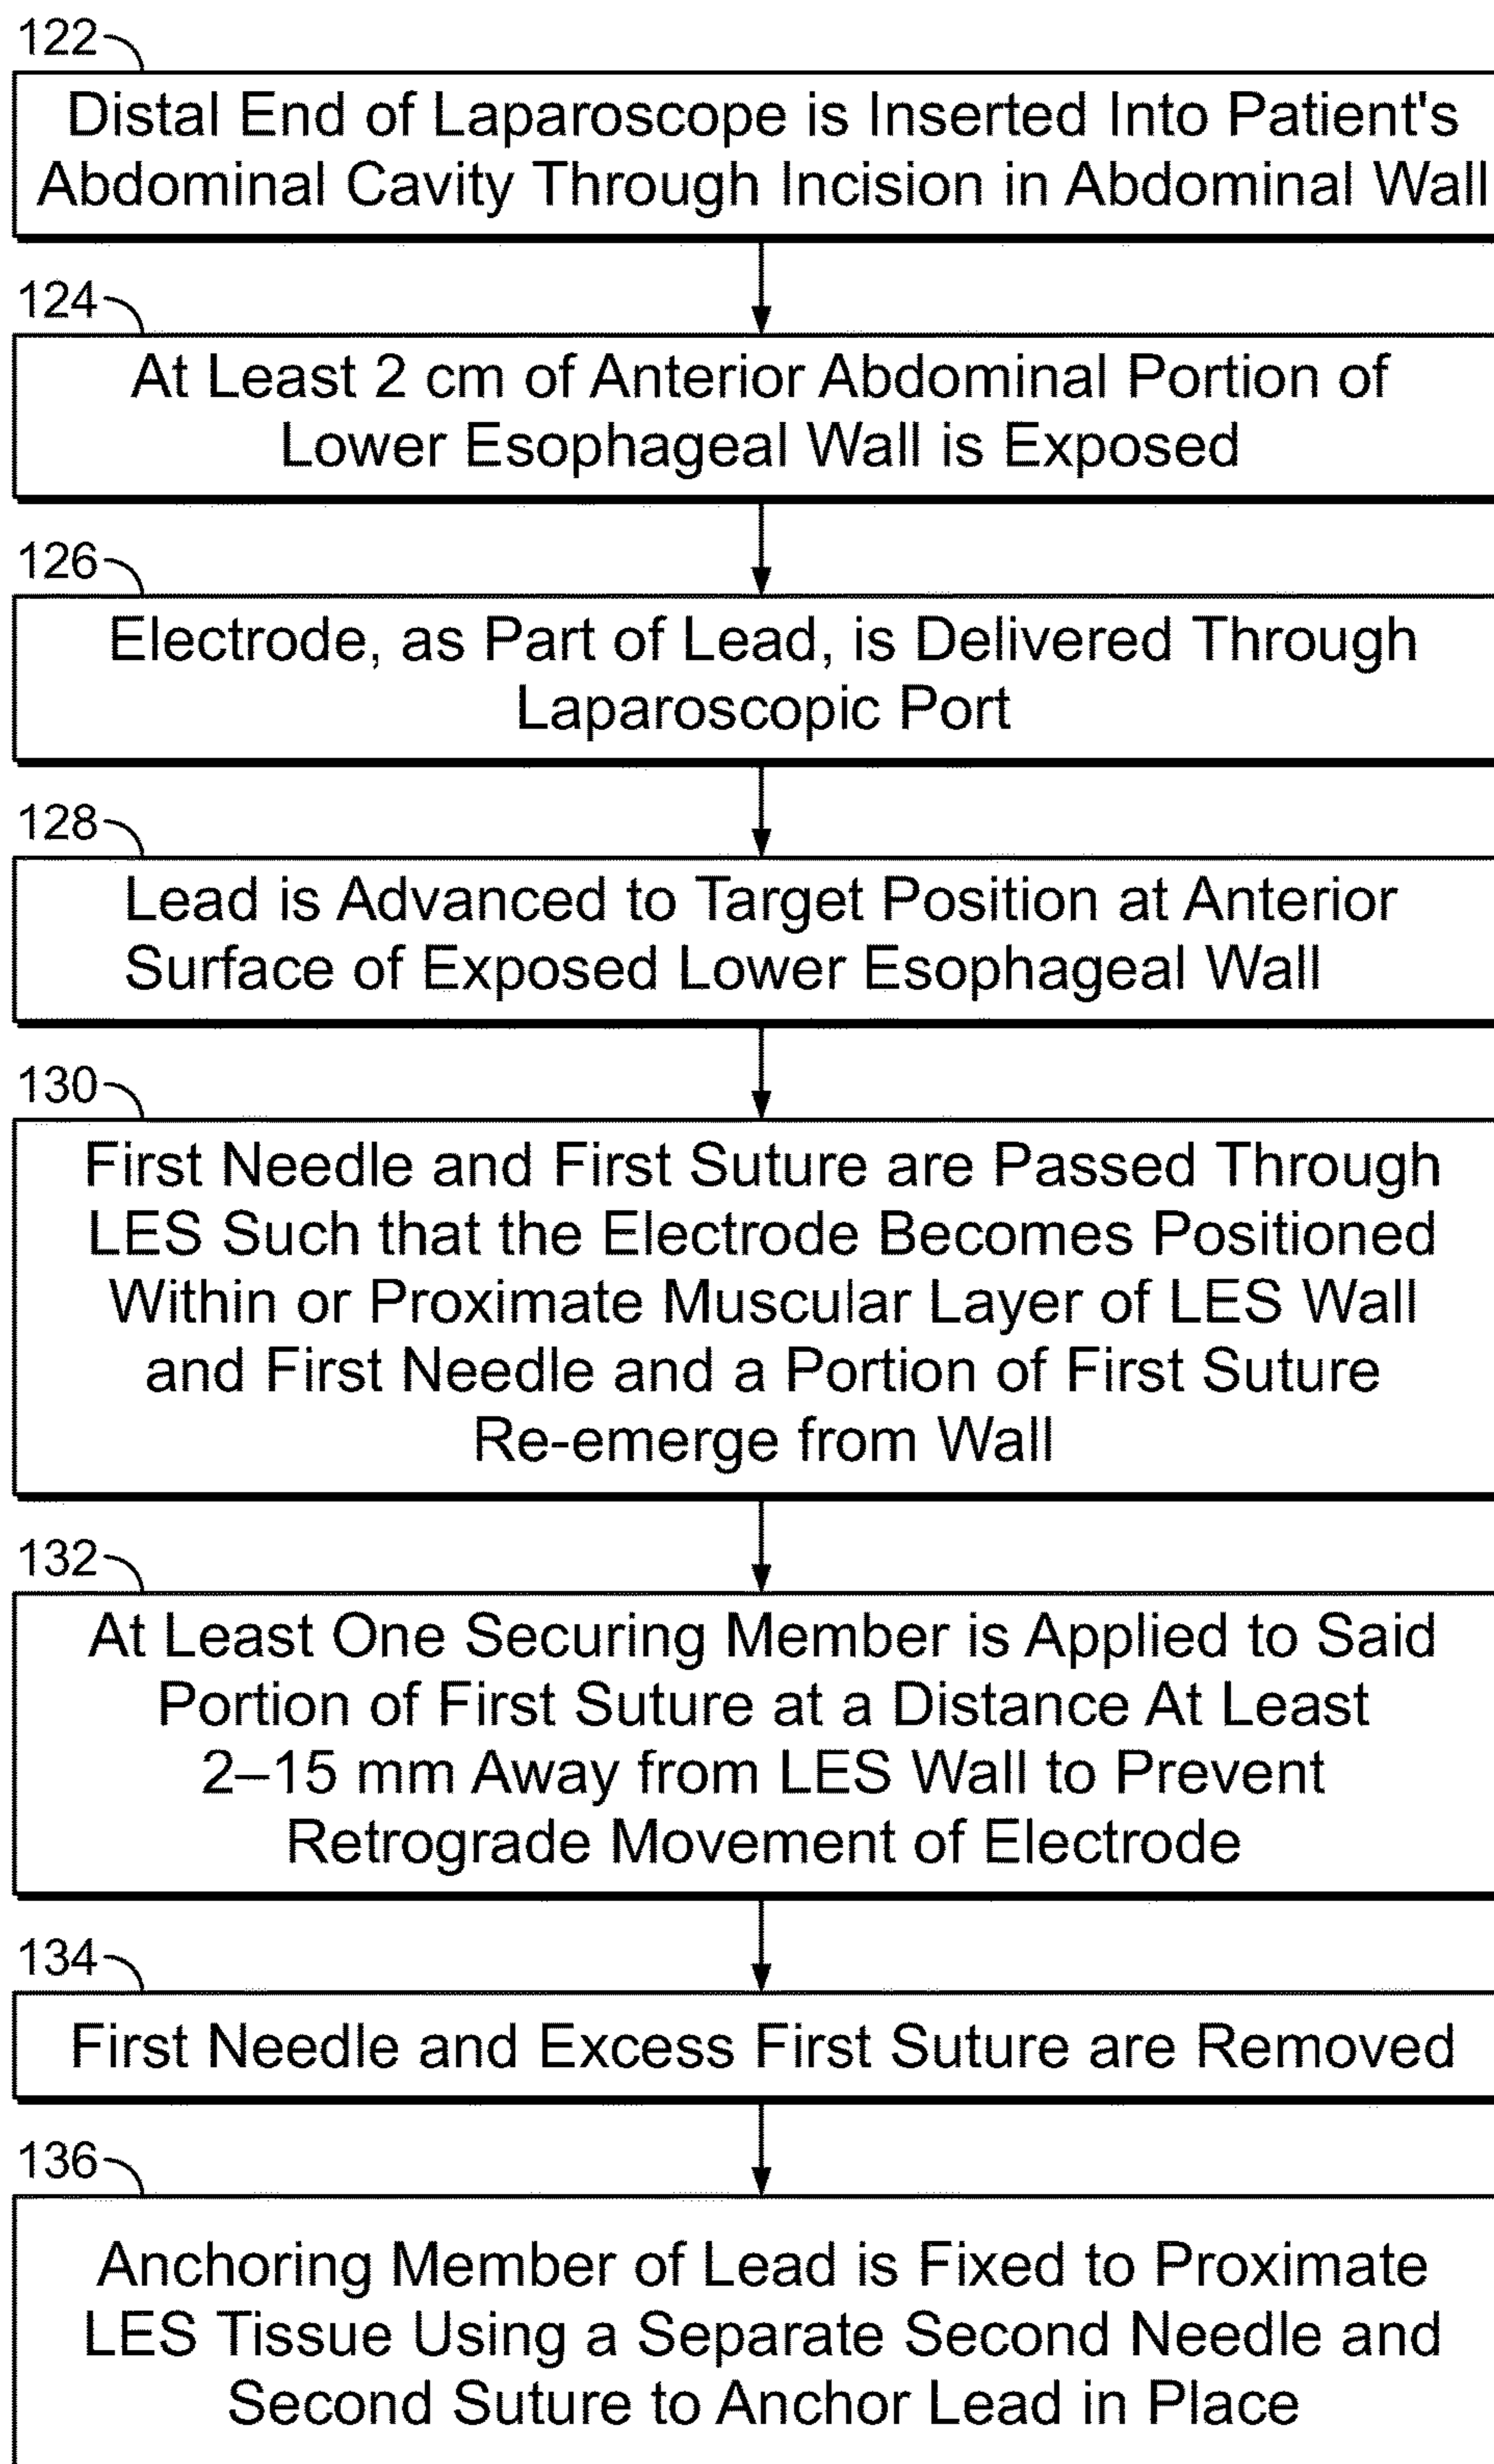 122
Distal End of Laparoscope is Inserted Into Patient's
Abdominal Cavity Through Incision in Abdominal Wall
124
At Least 2 cm of Anterior Abdominal Portion of
Lower Esophageal Wall is Exposed
126
Electrode, as Part of Lead, is Delivered Through
Laparoscopic Port
128
Lead is Advanced to Target Position at Anterior
Surface of Exposed Lower Esophageal Wall
130
First Needle and First Suture are Passed Through
LES Such that the Electrode Becomes Positioned
Within or Proximate Muscular Layer of LES Wall
and First Needle and a Portion of First Suture
Re-emerge from Wall
132
At Least One Securing Member is Applied to Said
Portion of First Suture at a Distance At Least
2–15 mm Away from LES Wall to Prevent
Retrograde Movement of Electrode
134
First Needle and Excess First Suture are Removed
136
Anchoring Member of Lead is Fixed to Proximate
LES Tissue Using a Separate Second Needle and
Second Suture to Anchor Lead in Place